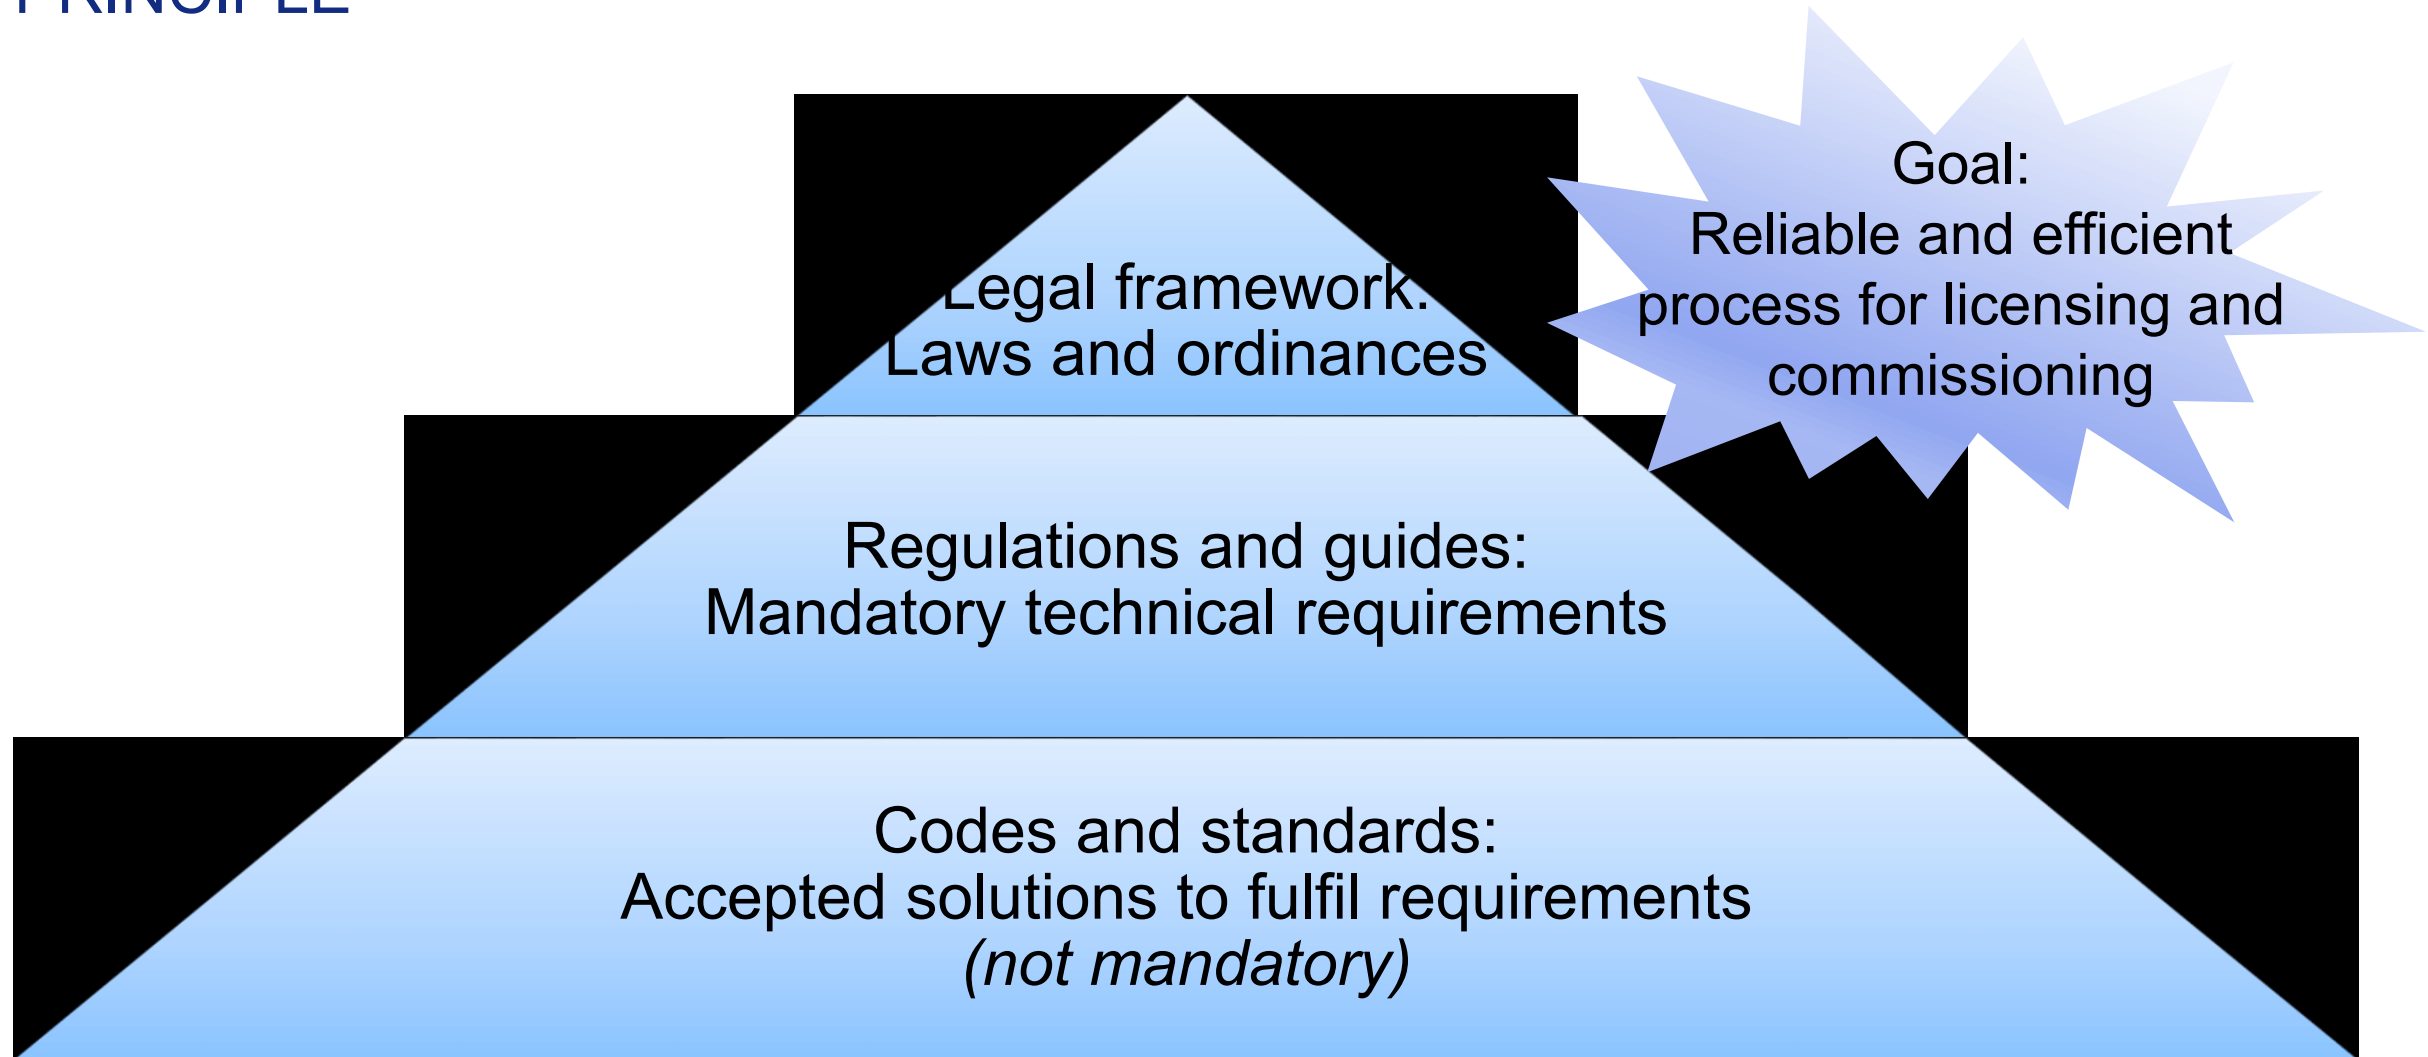 PRINCIPLE
Goal:
Reliable and efficient
process for licensing and
commissioning
Legal framework:
Laws and ordinances
Regulations and guides:
Mandatory technical requirements
Codes and standards:
Accepted solutions to fulfil requirements
(not mandatory)